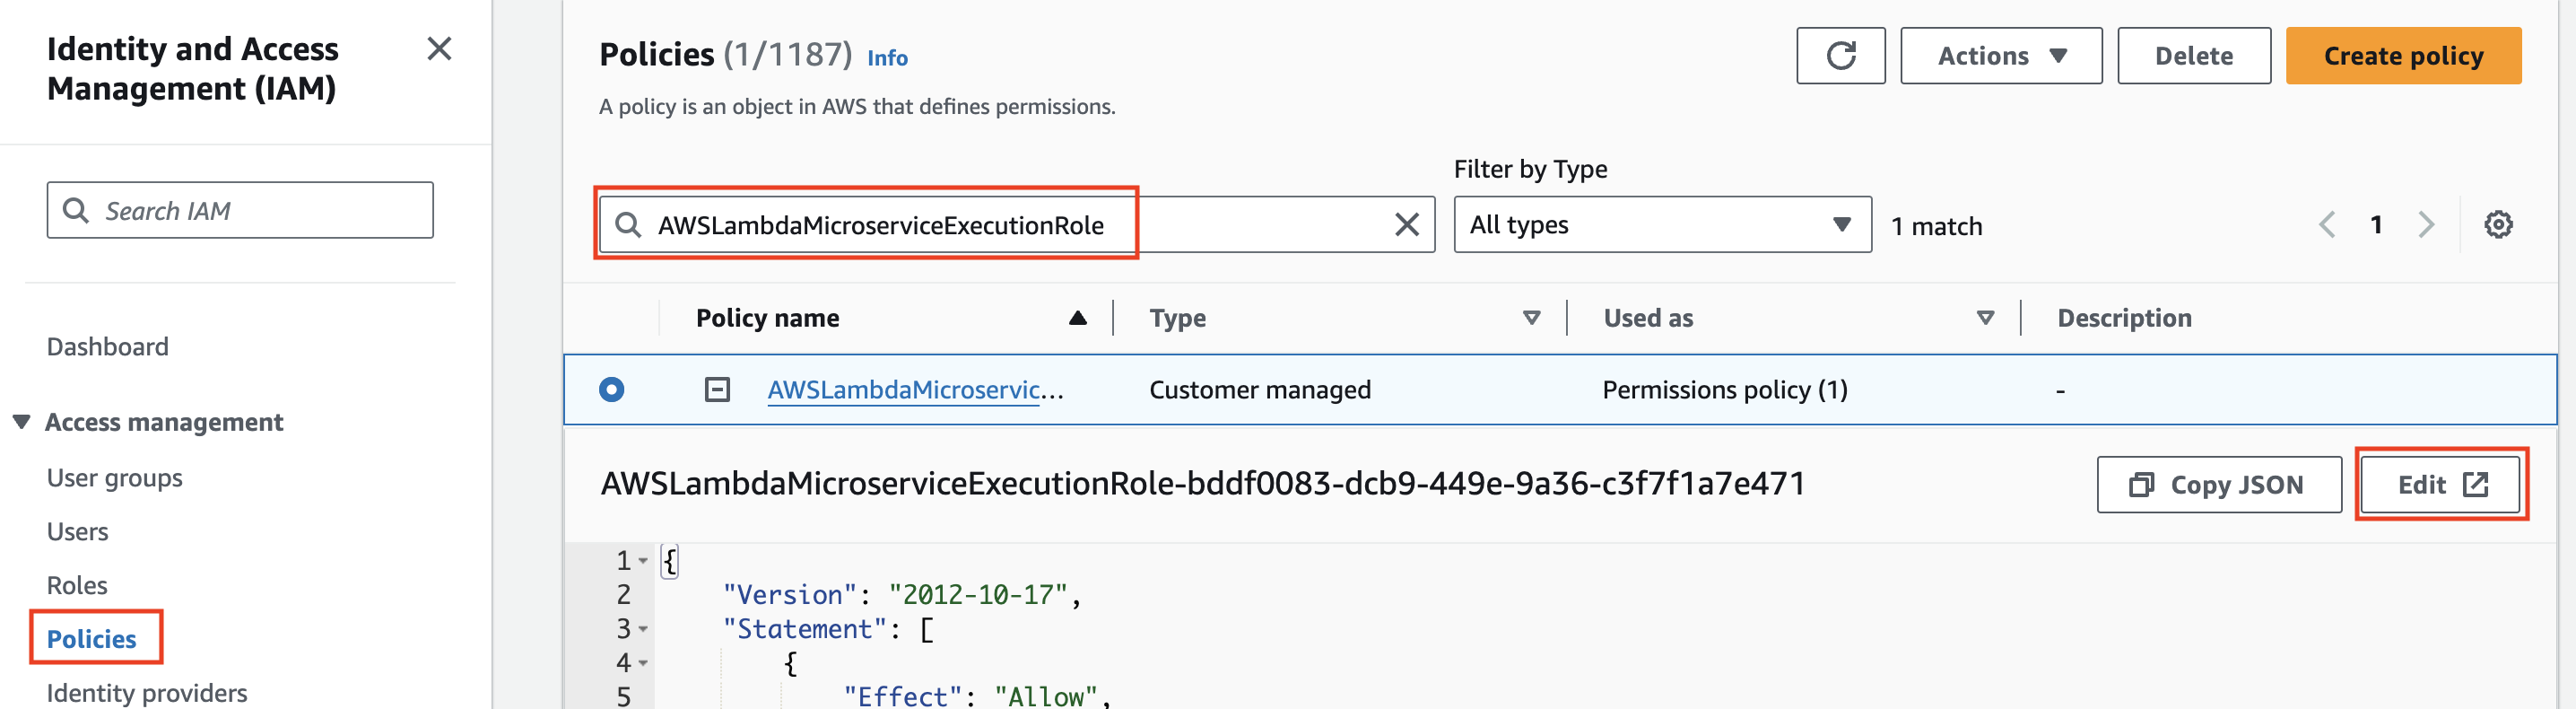 Identity and Access
Management (IAM)
Search IAM
Dashboard
Access management
User groups
Users
Roles
Policies
Identity providers
Policies (1/1187) Info
A policy is an object in AWS that defines permissions.
Actions
Delete
Create policy
Filter by Type
AWSLambdaMicroserviceExecutionRole
All types
1 match
1
Policy name Type Used as Description
AWSLambdaMicroservic... Customer managed Permissions policy (1) -
AWSLambdaMicroserviceExecutionRole-bddf0083-dcb9-449e-9a36-c3f7f1a7e471
Copy JSON
Edit
1 {
2 "Version": "2012-10-17",
3 "Statement": [
4 {
5 "Effect": "Allow",